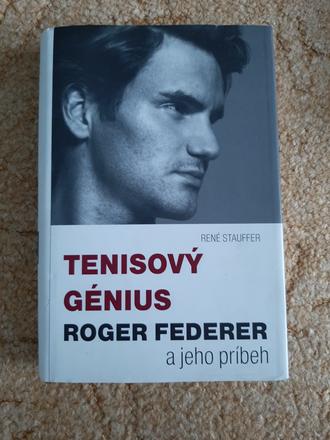 RENÉ STAUFFER
TENISOVÝ
GÉNIUS
ROGER FEDERER
a jeho príbeh